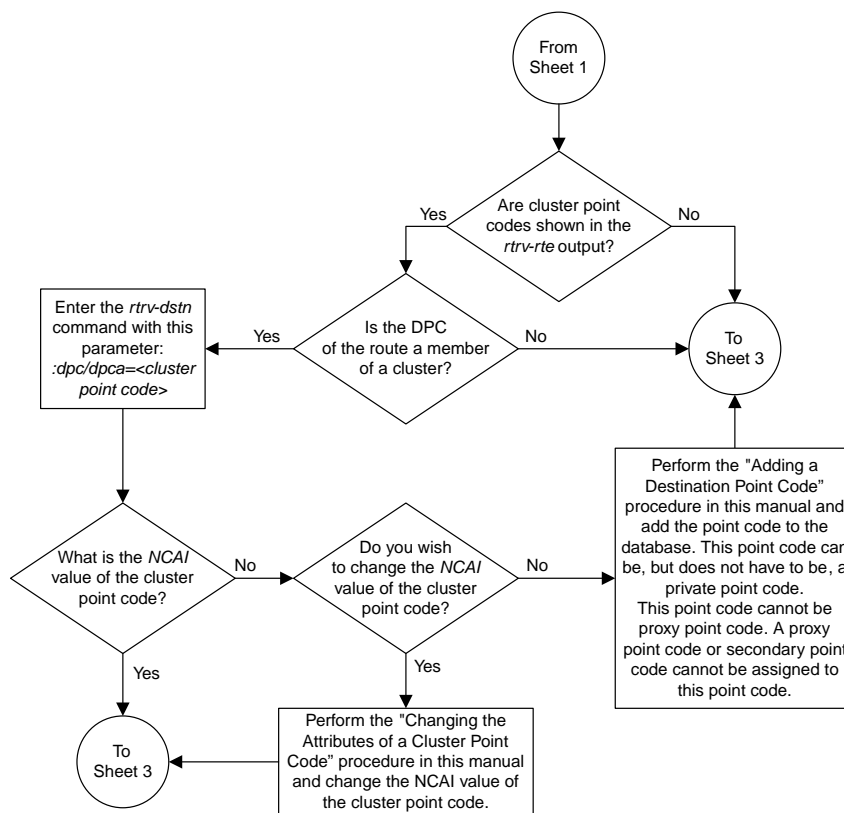 From
Sheet 1
Are cluster point
codes shown in the
rtrv-rte output?
Yes
No
Enter the rtrv-dstn
command with this
parameter:
:dpc/dpca=<cluster
point code>
Yes
Is the DPC
of the route a member
of a cluster?
No
To
Sheet 3
What is the NCAI
value of the cluster
point code?
No
Yes
Do you wish
to change the NCAI
value of the cluster
point code?
No
Yes
Perform the "Adding a
Destination Point Code”
procedure in this manual and
add the point code to the
database. This point code can
be, but does not have to be, a
private point code.
This point code cannot be
proxy point code. A proxy
point code or secondary point
code cannot be assigned to
this point code.
To
Sheet 3
Perform the "Changing the
Attributes of a Cluster Point
Code” procedure in this manual
and change the NCAI value of
the cluster point code.